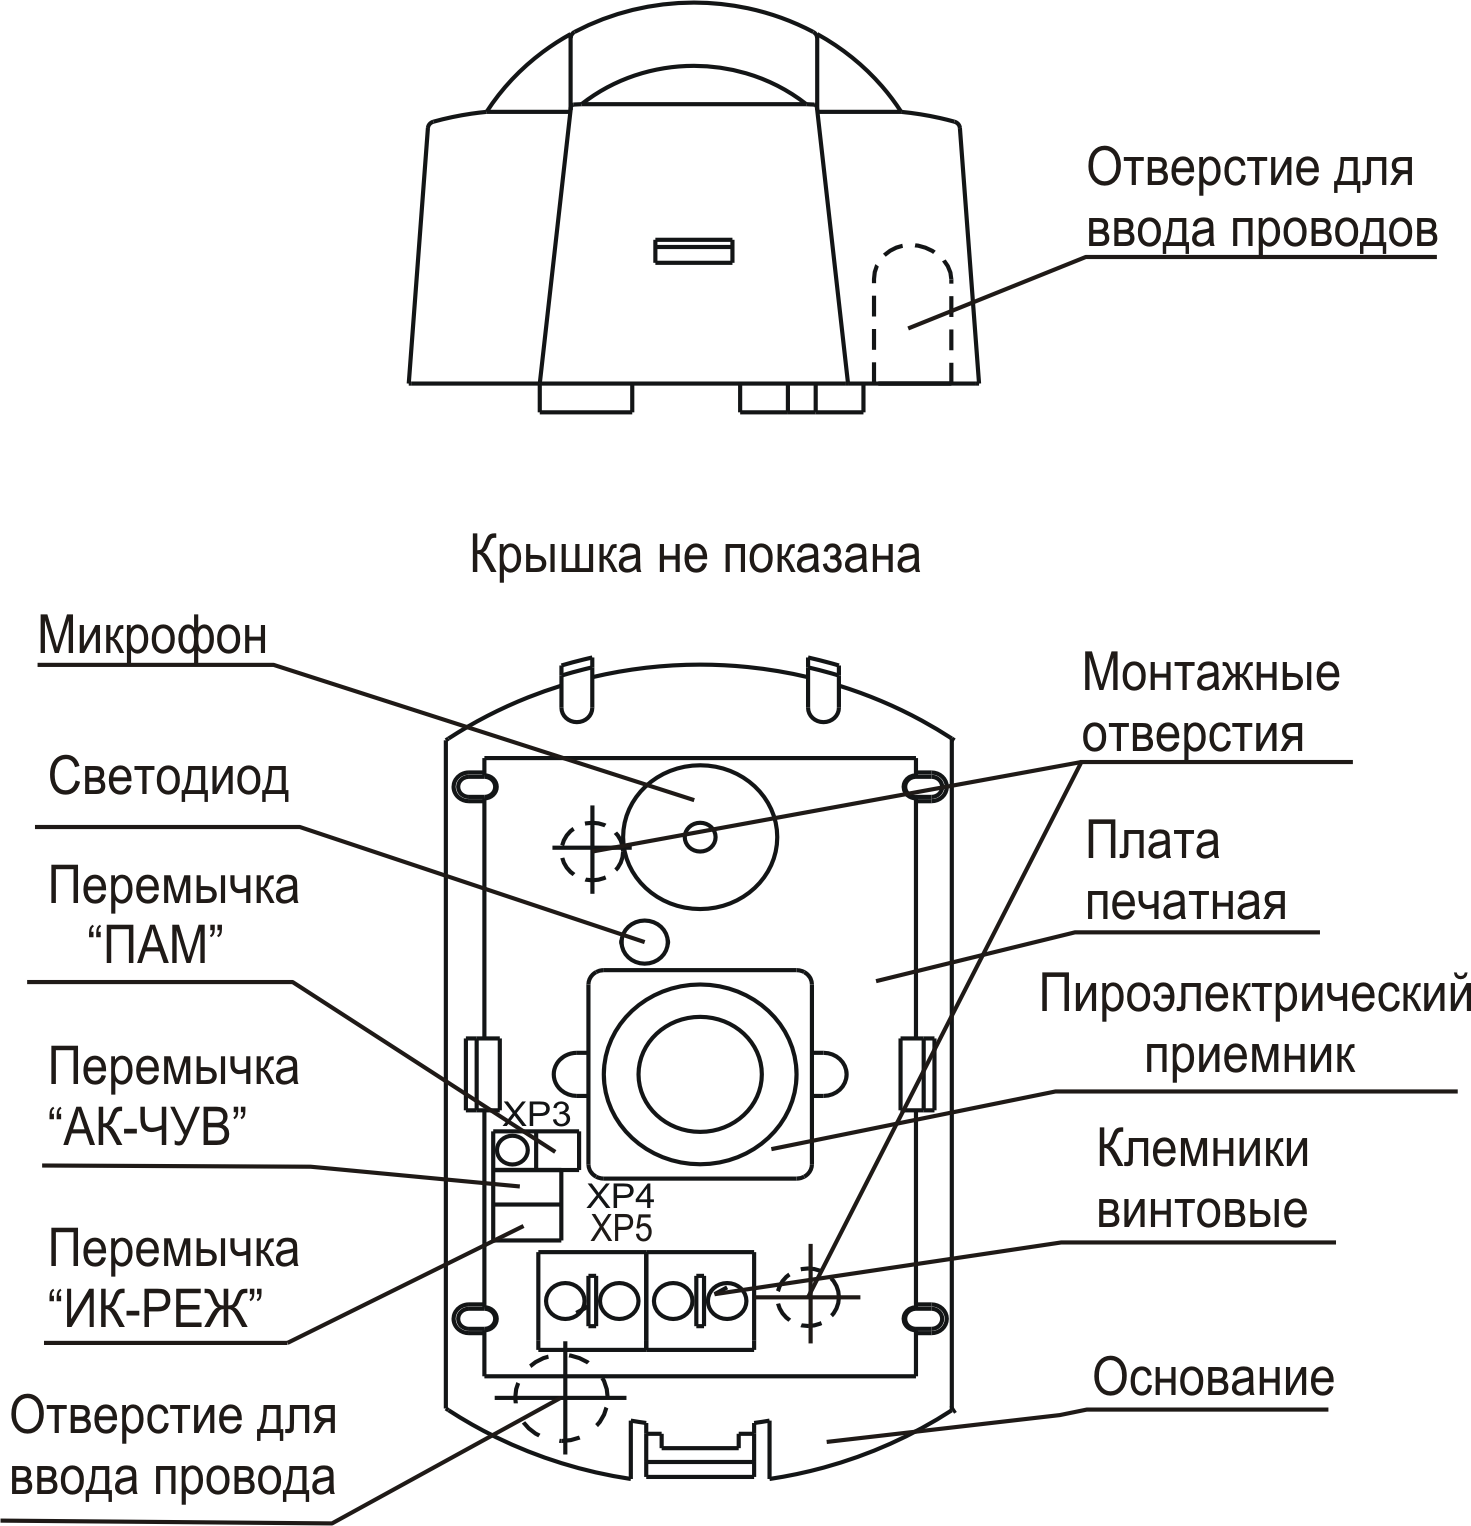 Отверстие для
ввода проводов
Крышка не показана
Микрофон
Светодиод
Перемычка
“ПАМ”
Перемычка
“АК-ЧУВ”
Перемычка
“ИК-РЕЖ”
Отверстие для
ввода провода
XP3
XP4
XP5
Монтажные
отверстия
Плата
печатная
Пироэлектрический
приемник
Клемники
винтовые
Основание